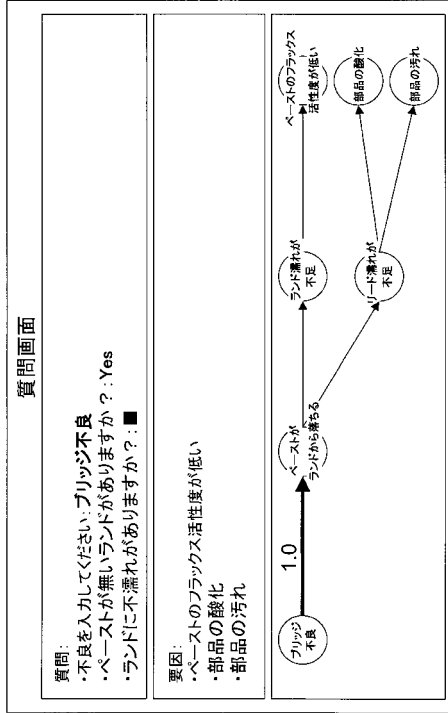 質問画面
質問:
・不良を入力してください:ブリッジ不良
・ペーストが無いランドがありますか?:Yes
・ランドに不濡れがありますか?:■
要因:
・ペーストのフラックス活性度が低い
・部品の酸化
・部品の汚れ
ブリッジ
不良
1.0
ペーストが
ランドから落ちる
ランド濡れが
不足
リード濡れが
不足
ペーストのフラックス
活性度が低い
部品の酸化
部品の汚れ